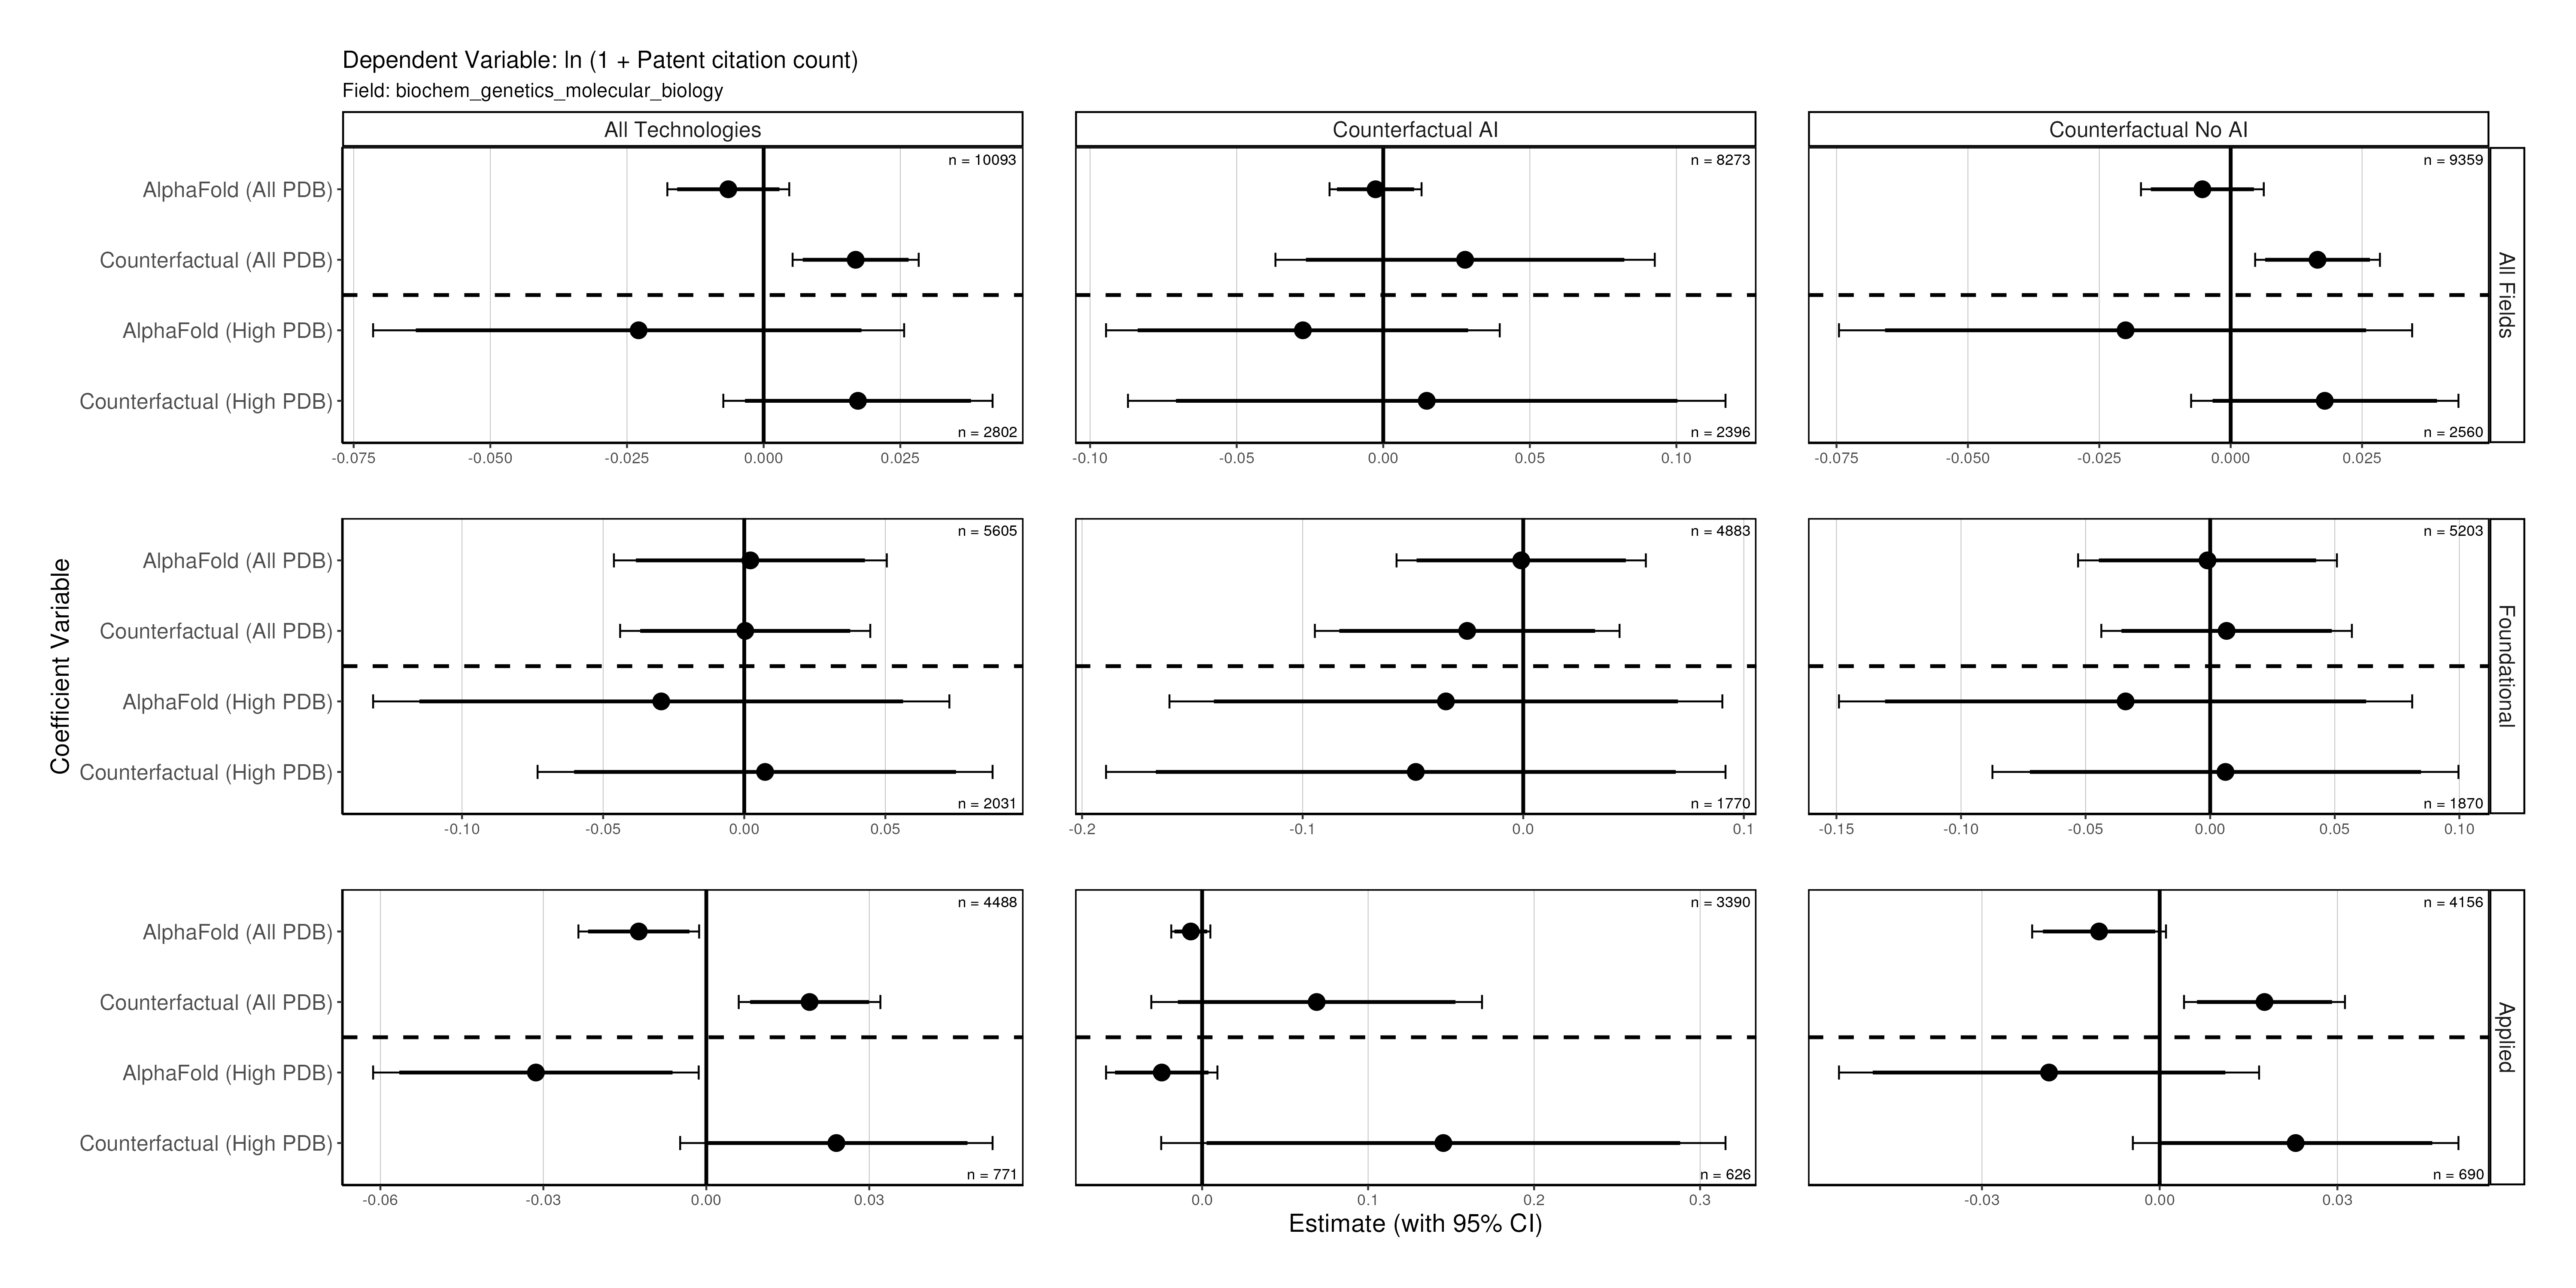 Dependent Variable: ln (1 + Patent citation count)
Field: biochem_genetics_molecular_biology
All Technologies
Counterfactual AI
Counterfactual No AI
Coefficient Variable
AlphaFold (All PDB)
Counterfactual (All PDB)
AlphaFold (High PDB)
Counterfactual (High PDB)
n = 10093
n = 2802
-0.075 -0.050 -0.025 0.000 0.025
n = 8273
n = 2396
-0.10 -0.05 0.00 0.05 0.10
n = 9359
n = 2560
-0.075 -0.050 -0.025 0.000 0.025
All Fields
AlphaFold (All PDB)
Counterfactual (All PDB)
AlphaFold (High PDB)
Counterfactual (High PDB)
n = 5605
n = 2031
-0.10 -0.05 0.00 0.05
n = 4883
n = 1770
-0.2 -0.1 0.0 0.1
n = 5203
n = 1870
-0.15 -0.10 -0.05 0.00 0.05 0.10
Foundational
AlphaFold (All PDB)
Counterfactual (All PDB)
AlphaFold (High PDB)
Counterfactual (High PDB)
n = 4488
n = 771
-0.06 -0.03 0.00 0.03
n = 3390
n = 626
0.0 0.1 0.2 0.3
n = 4156
n = 690
-0.03 0.00 0.03
Applied
Estimate (with 95% CI)